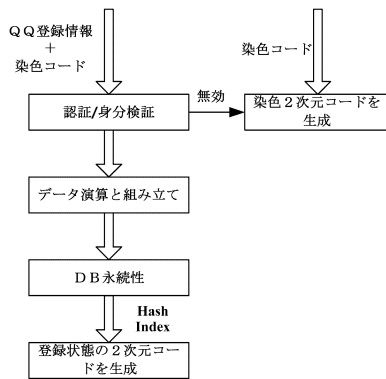 ＱＱ登録情報
＋
染色コード
染色コード
認証/身分検証
無効
染色２次元コードを
生成
データ演算と組み立て
ＤＢ永続性
Hash
Index
登録状態の２次元コー
ドを生成